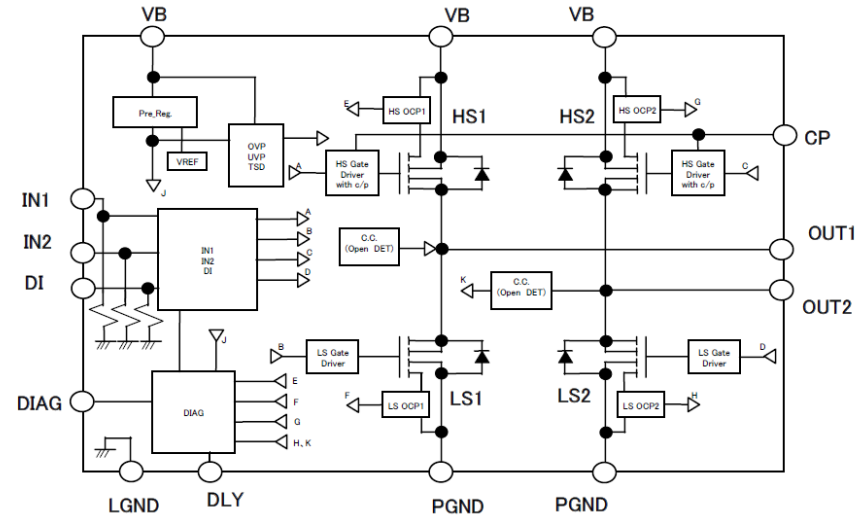 VB
VB
VB
Pre.Reg.
VREF
OVP
UVP
TSD
J
E
HS OCP1
HS1
HS2
HS OCP2
G
CP
A
HS Gate
Driver
with c/p
HS Gate
Driver
with c/p
C
IN1
IN2
DI
IN1
IN2
DI
A
B
C
D
C.C.
(Open DET)
OUT1
K
C.C.
(Open DET)
OUT2
J
B
LS Gate
Driver
LS Gate
Driver
D
DIAG
DIAG
E
F
G
H、K
F
LS OCP1
LS1
LS2
LS OCP2
H
LGND
DLY
PGND
PGND